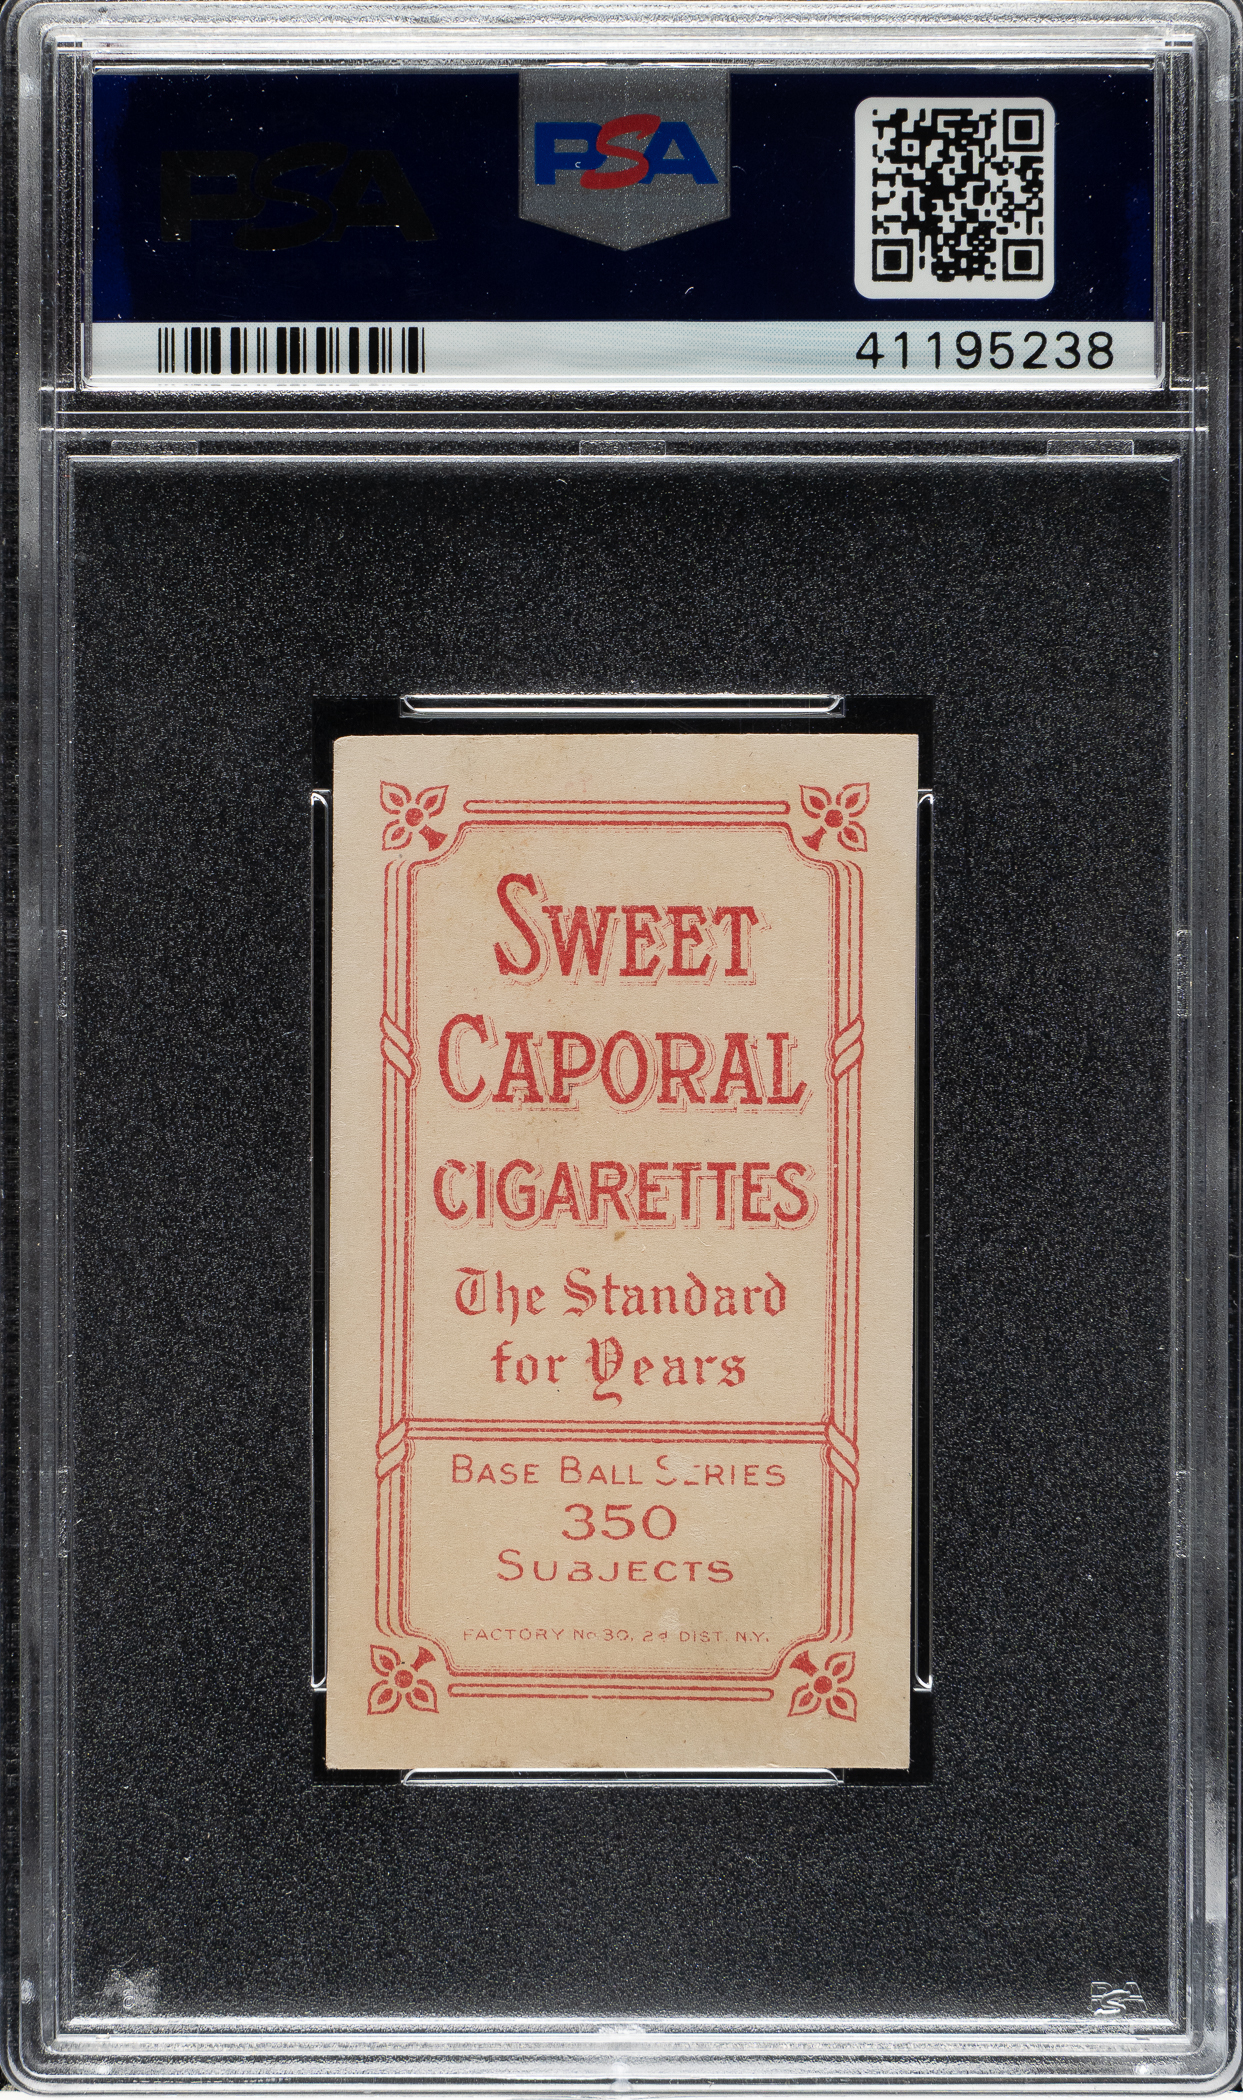 PSA
PSA
41195238
SWEET
CAPORAL
CIGARETTES
The Standard
for Years
BASE BALL SERIES
350
SUBJECTS
FACTORY No 30, 2d DIST. N.Y.
PSA